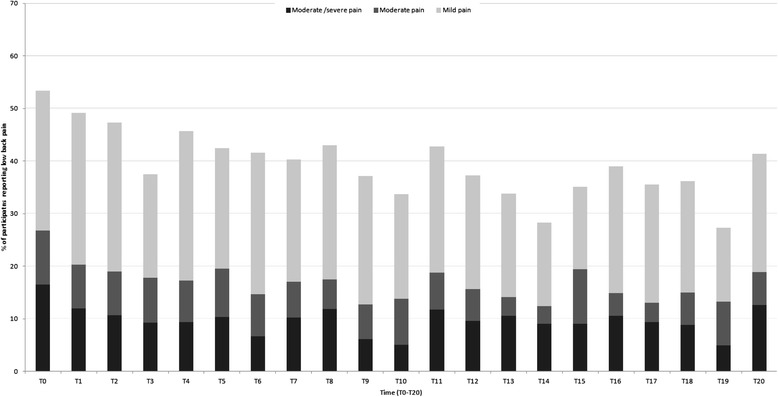 70
■ Moderate /severe pain ■ Moderate pain ■ Mild pain
60
50
40
30
20
10
0
% of participates reporting low back pain
T0 T1 T2 T3 T4 T5 T6 T7 T8 T9 T10 T11 T12 T13 T14 T15 T16 T17 T18 T19 T20
Time (T0-T20)